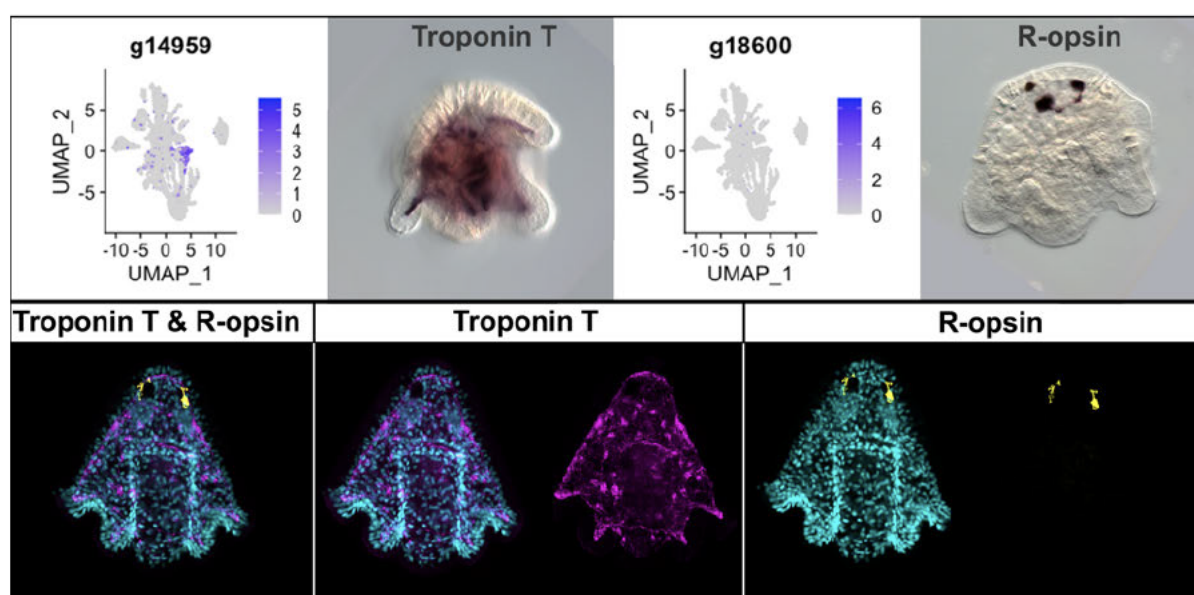 g14959
Troponin T
g18600
R-opsin
UMAP_2
5
0
-5
-10 -5 0 5 10
UMAP_1
5
4
3
2
1
0
UMAP_2
5
0
-5
-10 -5 0 5 10
UMAP_1
6
4
2
0
Troponin T & R-opsin
Troponin T
R-opsin